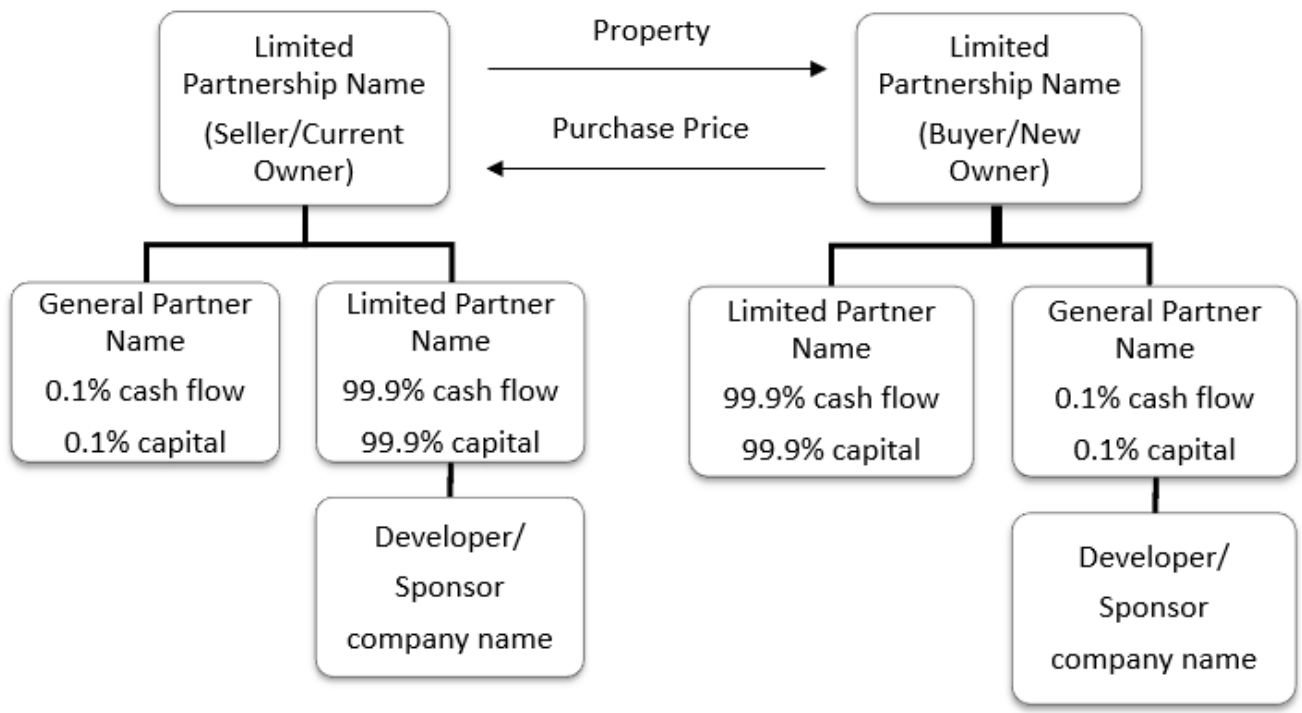 Limited
Partnership Name
(Seller/Current
Owner)
Property
Purchase Price
Limited
Partnership Name
(Buyer/New
Owner)
General Partner
Name
0.1% cash flow
0.1% capital
Limited Partner
Name
99.9% cash flow
99.9% capital
Limited Partner
Name
99.9% cash flow
99.9% capital
General Partner
Name
0.1% cash flow
0.1% capital
Developer/
Sponsor
company name
Developer/
Sponsor
company name